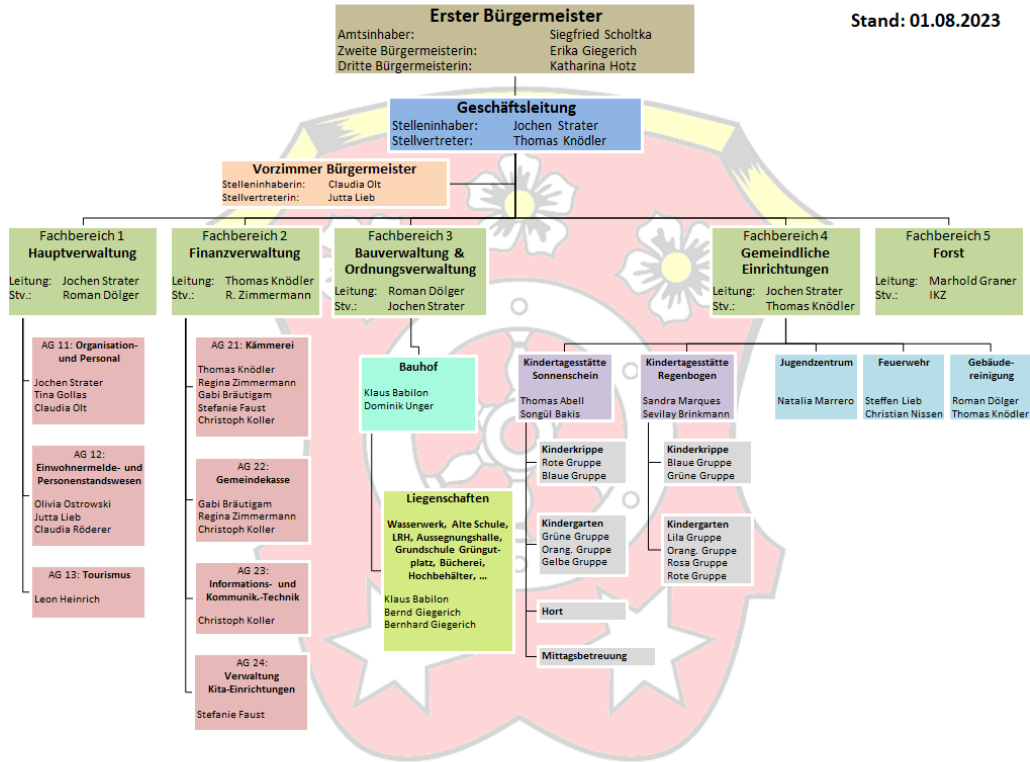 Erster Bürgermeister
Amtsinhaber: Siegfried Scholtka
Zweite Bürgermeisterin: Erika Giegerich
Dritte Bürgermeisterin: Katharina Hotz
Stand: 01.08.2023
Geschäftsleitung
Stelleninhaber: Jochen Strater
Stellvertreter: Thomas Knödler
Vorzimmer Bürgermeister
Stelleninhaberin: Claudia Olt
Stellvertreterin: Jutta Lieb
Fachbereich 1
Hauptverwaltung
Leitung: Jochen Strater
Stv.: Roman Dölger
Fachbereich 2
Finanzverwaltung
Leitung: Thomas Knödler
Stv.: R. Zimmermann
Fachbereich 3
Bauverwaltung &
Ordnungsverwaltung
Leitung: Roman Dölger
Stv.: Jochen Strater
Fachbereich 4
Gemeindliche
Einrichtungen
Leitung: Jochen Strater
Stv.: Thomas Knödler
Fachbereich 5
Forst
Leitung: Marhold Graner
Stv.: IKZ
AG 11: Organisation-
und Personal
Jochen Strater
Tina Gollas
Claudia Olt
AG 12:
Einwohnermelde- und
Personenstandswesen
Olivia Ostrowski
Jutta Lieb
Claudia Röderer
AG 13: Tourismus
Leon Heinrich
AG 21: Kämmerei
Thomas Knödler
Regina Zimmermann
Gabi Bräutigam
Stefanie Faust
Christoph Koller
AG 22:
Gemeindekasse
Gabi Bräutigam
Regina Zimmermann
Christoph Koller
AG 23:
Informations- und
Kommunik.-Technik
Christoph Koller
AG 24:
Verwaltung
Kita-Einrichtungen
Stefanie Faust
Bauhof
Klaus Babilon
Dominik Unger
Liegenschaften
Wasserwerk, Alte Schule,
LRH, Aussegnungshalle,
Grundschule Grüngut-
platz, Bücherei,
Hochbehälter, ...
Klaus Babilon
Bernd Giegerich
Bernhard Giegerich
Kindertagesstätte
Sonnenschein
Thomas Abell
Songül Bakis
Kinderkrippe
Rote Gruppe
Blaue Gruppe
Kindergarten
Grüne Gruppe
Orang. Gruppe
Gelbe Gruppe
Hort
Mittagsbetreuung
Kindertagesstätte
Regenbogen
Sandra Marques
Sevilay Brinkmann
Kinderkrippe
Blaue Gruppe
Grüne Gruppe
Kindergarten
Lila Gruppe
Orang. Gruppe
Rosa Gruppe
Rote Gruppe
Jugendzentrum
Natalia Marrero
Feuerwehr
Steffen Lieb
Christian Nissen
Gebäude-
reinigung
Roman Dölger
Thomas Knödler